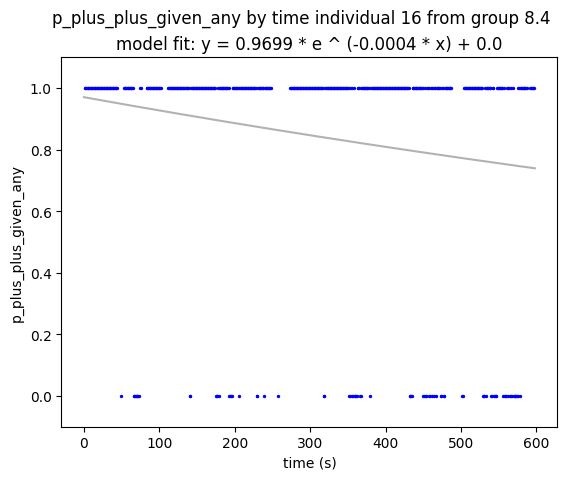 p_plus_plus_given_any by time individual 16 from group 8.4
model fit: y = 0.9699 * e ^ (-0.0004 * x) + 0.0
1.0
0.8
0.6
0.4
0.2
0.0
p_plus_plus_given_any
0 100 200 300 400 500 600
time (s)